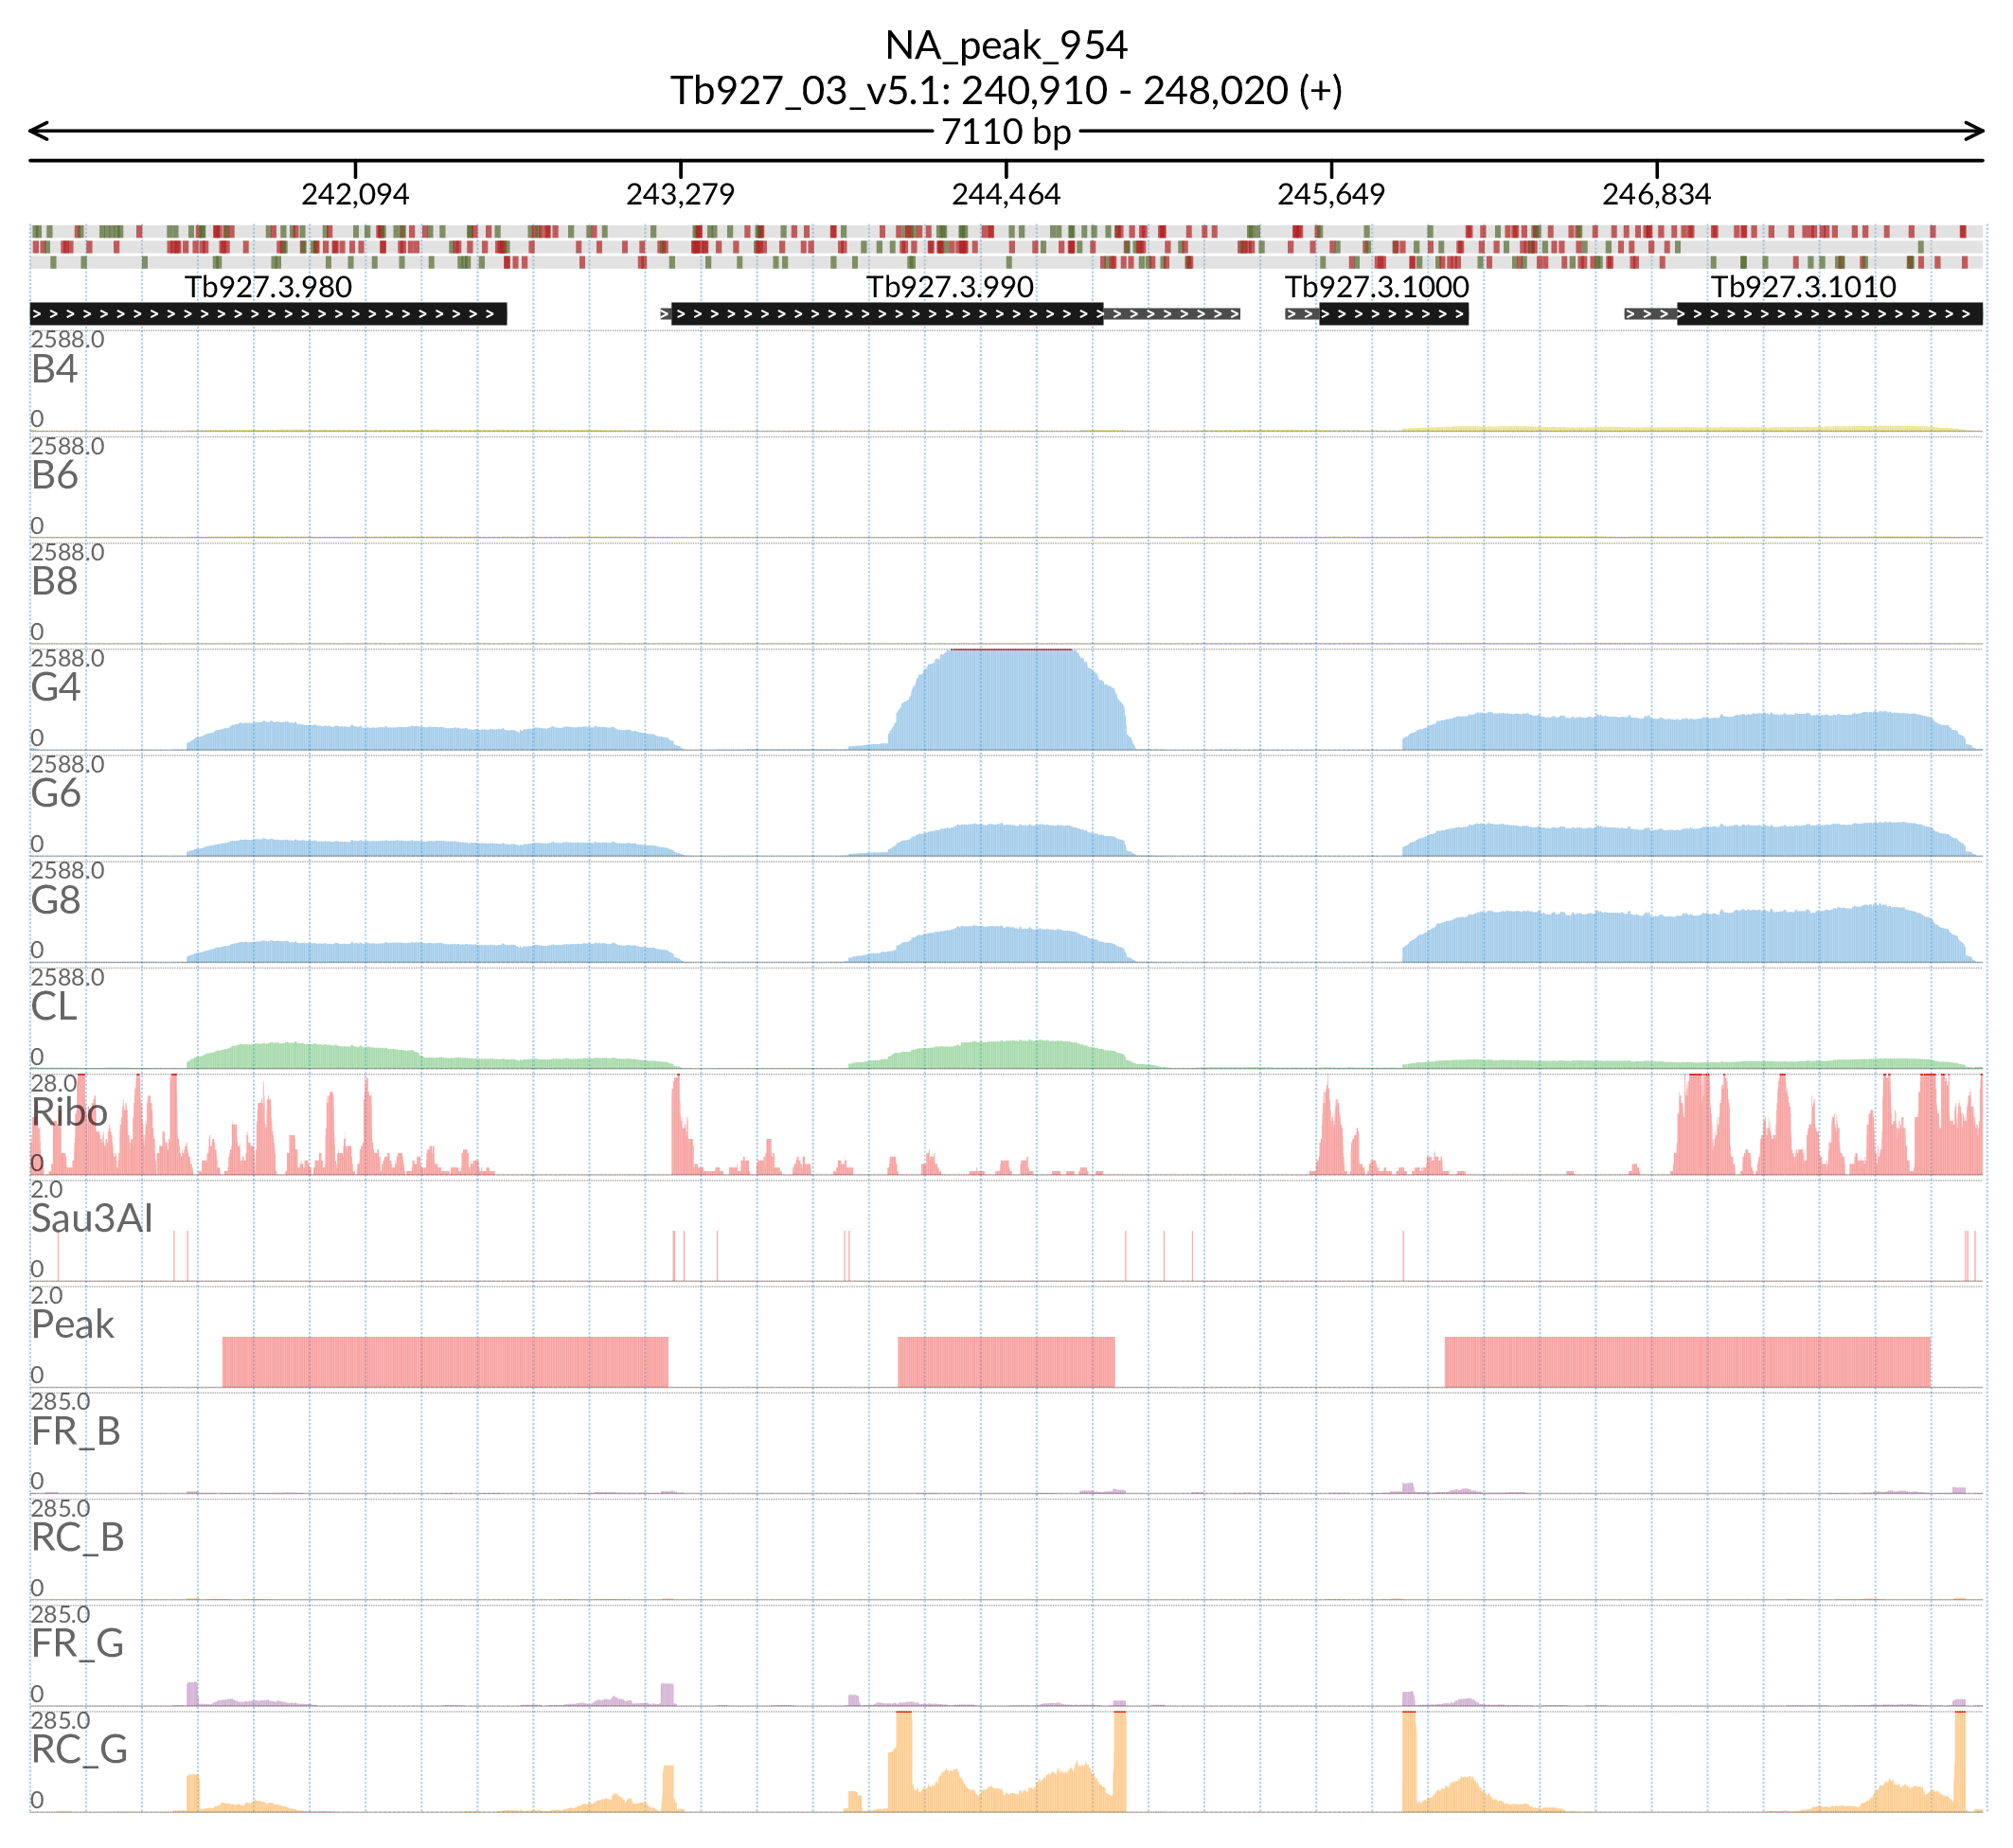 NA_peak_954
Tb927_03_v5.1: 240,910 - 248,020 (+)
7110 bp
242,094 243,279 244,464 245,649 246,834
Tb927.3.980 Tb927.3.990 Tb927.3.1000 Tb927.3.1010
2588.0
B4
0
2588.0
B6
0
2588.0
B8
0
2588.0
G4
0
2588.0
G6
0
2588.0
G8
0
2588.0
CL
0
28.0
Ribo
0
2.0
Sau3AI
0
2.0
Peak
0
285.0
FR_B
0
285.0
RC_B
0
285.0
FR_G
0
285.0
RC_G
0